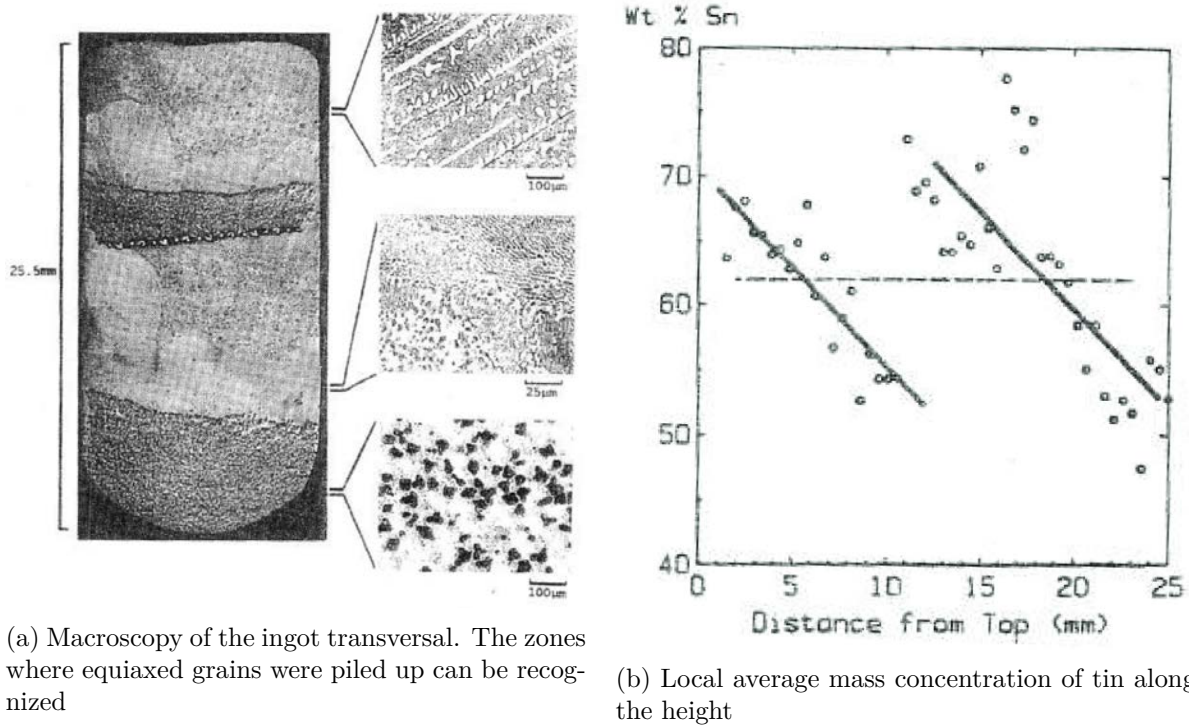 25.5mm
100µm
25µm
100µm
(a) Macroscopy of the ingot transversal. The zones
where equiaxed grains were piled up can be recog-
nized
Wt % Sn
80
70
60
50
40
0 5 10 15 20 25
Distance from Top (mm)
(b) Local average mass concentration of tin along
the height